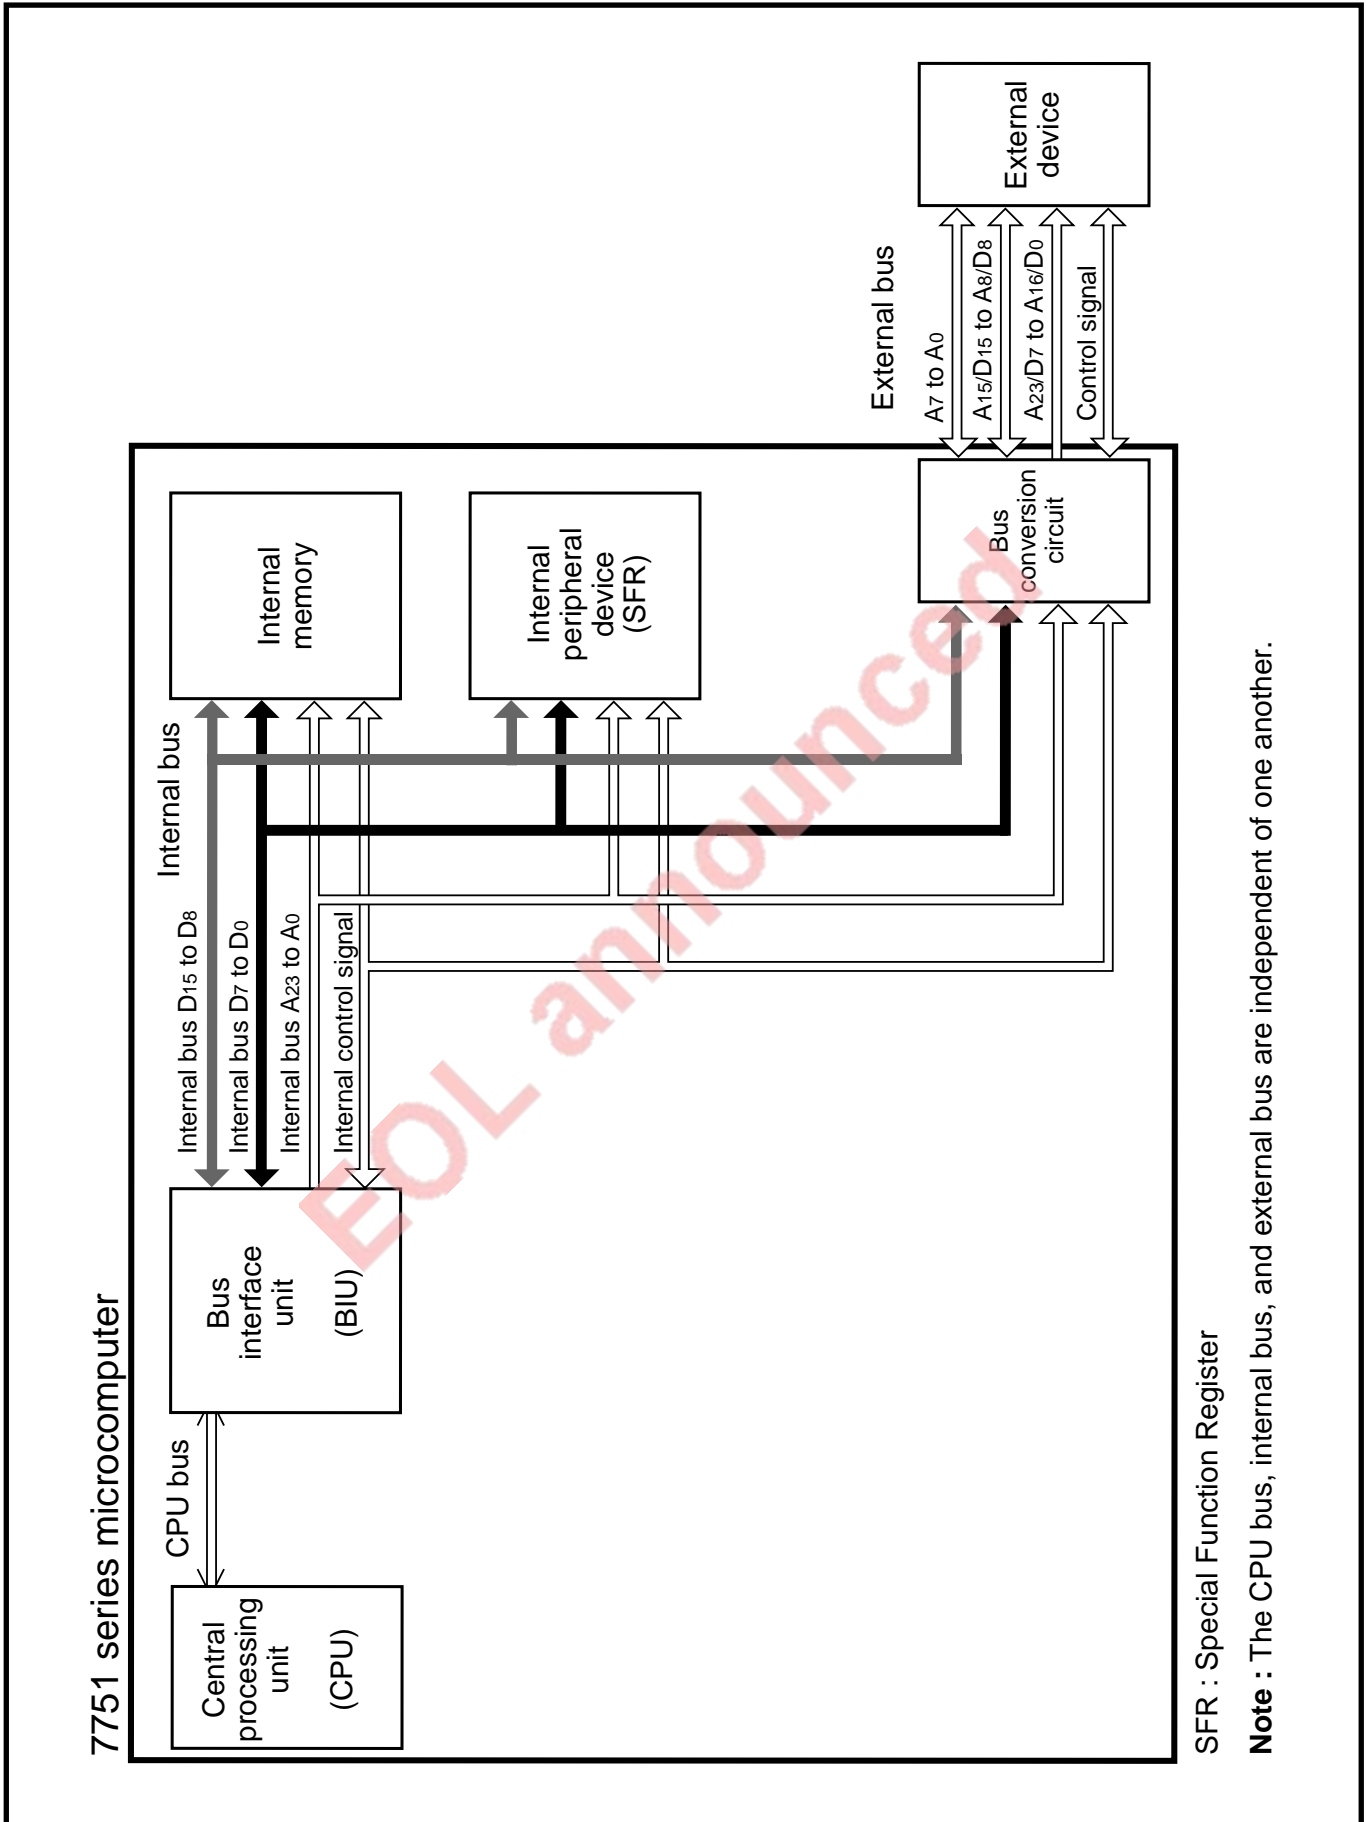 7751 series microcomputer
Central
processing
unit
(CPU)
CPU bus
Bus
interface
unit
(BIU)
Internal bus
Internal bus D15 to D8
Internal bus D7 to D0
Internal bus A23 to A0
Internal control signal
Internal
memory
Internal
peripheral
device
(SFR)
Bus
conversion
circuit
External bus
A7 to A0
A15/D15 to A8/D8
A23/D7 to A16/D0
Control signal
External
device
SFR : Special Function Register
Note : The CPU bus, internal bus, and external bus are independent of one another.
EOL announced